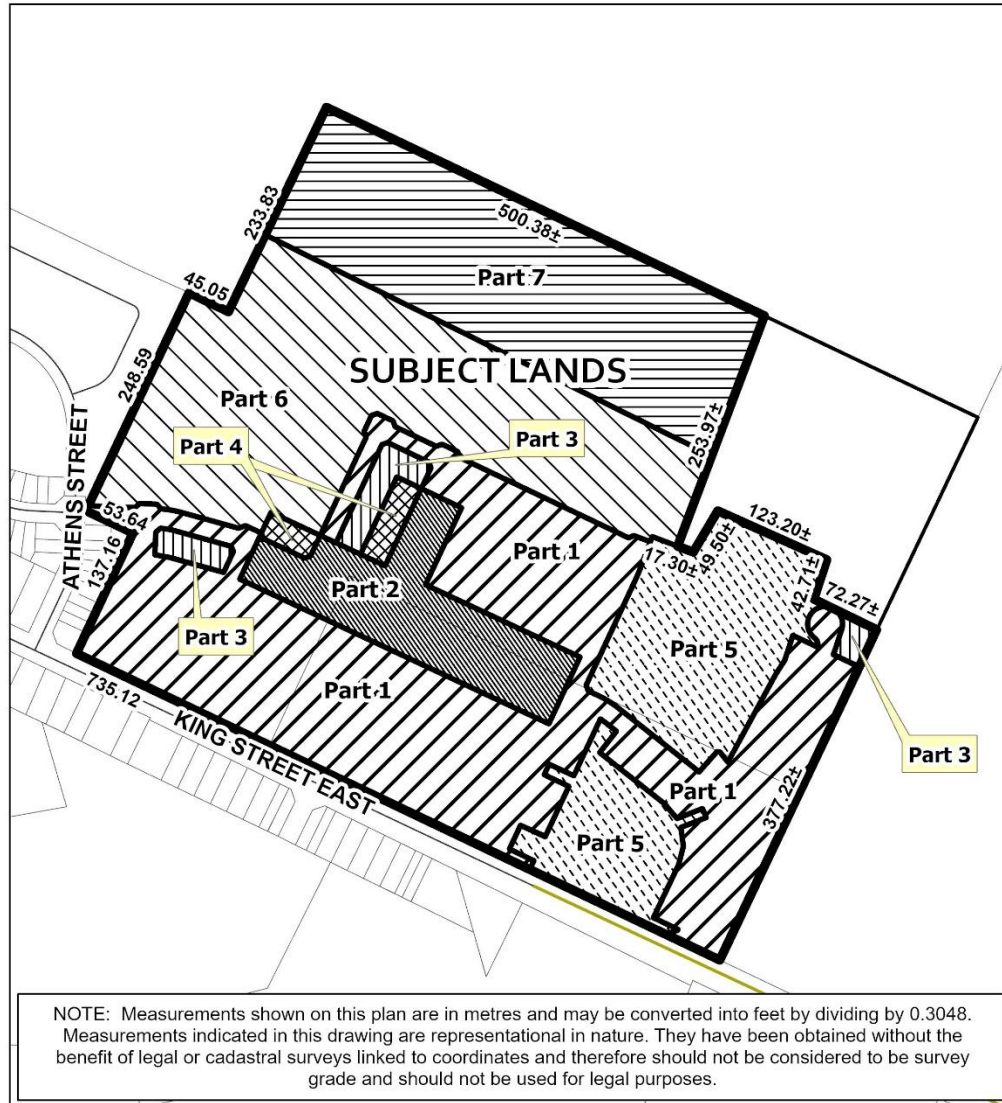 500.38±
233.83
Part 7
45.05
SUBJECT LANDS
248.59
Part 6
253.97±
Part 3
Part 4
ATHENS STREET
53.64
137.16
Part 1
17.30±
49.50±
123.20±
42.71±
72.27±
Part 2
Part 3
Part 5
Part 1
735.12
KING STREET EAST
Part 3
Part 1
377.22±
Part 5
NOTE: Measurements shown on this plan are in metres and may be converted into feet by dividing by 0.3048.
Measurements indicated in this drawing are representational in nature. They have been obtained without the
benefit of legal or cadastral surveys linked to coordinates and therefore should not be considered to be survey
grade and should not be used for legal purposes.